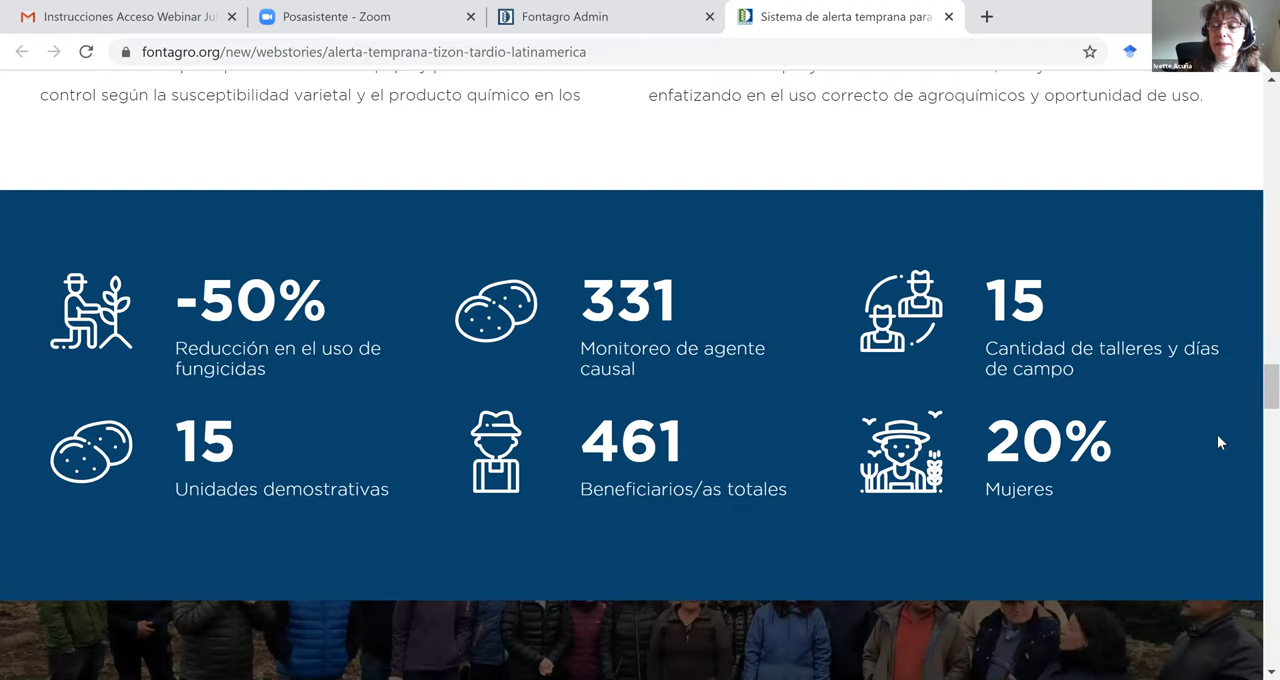 Instrucciones Acceso Webinar Ju
Posasistente - Zoom
Fontagro Admin
Sistema de alerta temprana para
fontagro.org/new/webstories/alerta-temprana-tizon-tardio-latinamerica
Ivette Acuña
control según la susceptibilidad varietal y el producto químico en los
enfatizando en el uso correcto de agroquímicos y oportunidad de uso.
-50%
Reducción en el uso de
fungicidas
331
Monitoreo de agente
causal
15
Cantidad de talleres y días
de campo
15
Unidades demostrativas
461
Beneficiarios/as totales
20%
Mujeres